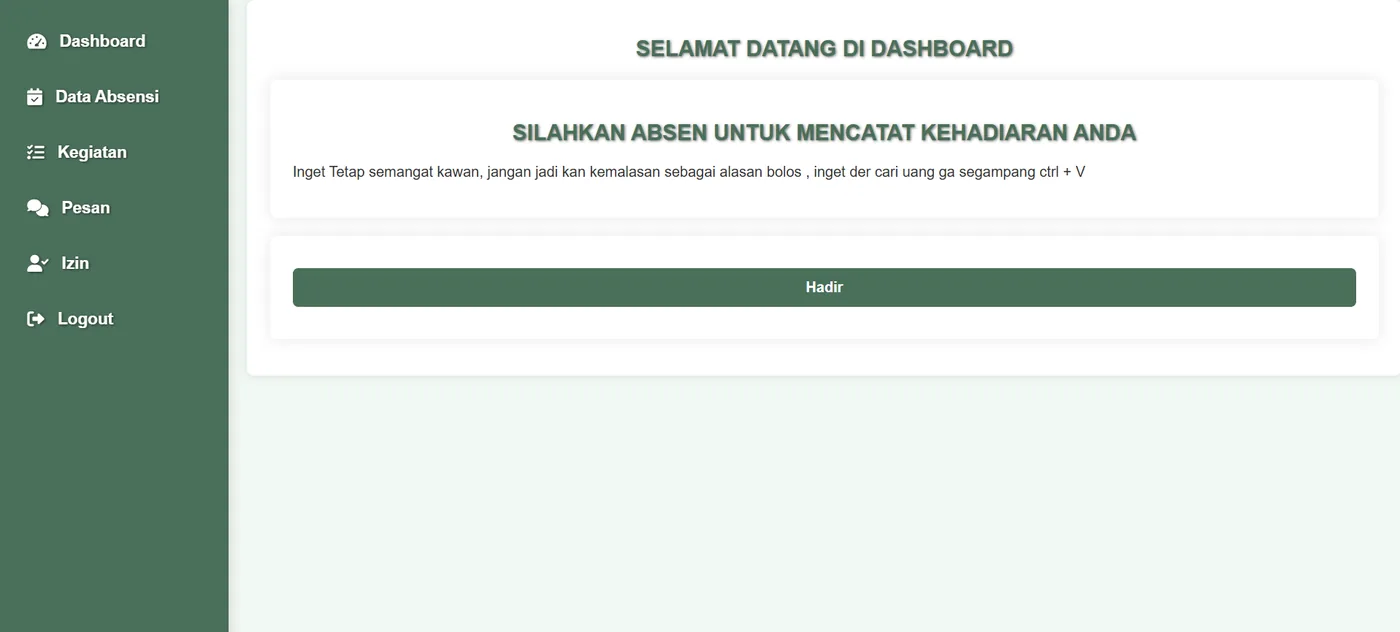 Dashboard
Data Absensi
Kegiatan
Pesan
Izin
Logout
SELAMAT DATANG DI DASHBOARD
SILAHKAN ABSEN UNTUK MENCATAT KEHADIARAN ANDA
Inget Tetap semangat kawan, jangan jadi kan kemalasan sebagai alasan bolos , inget der cari uang ga segampang ctrl + V
Hadir